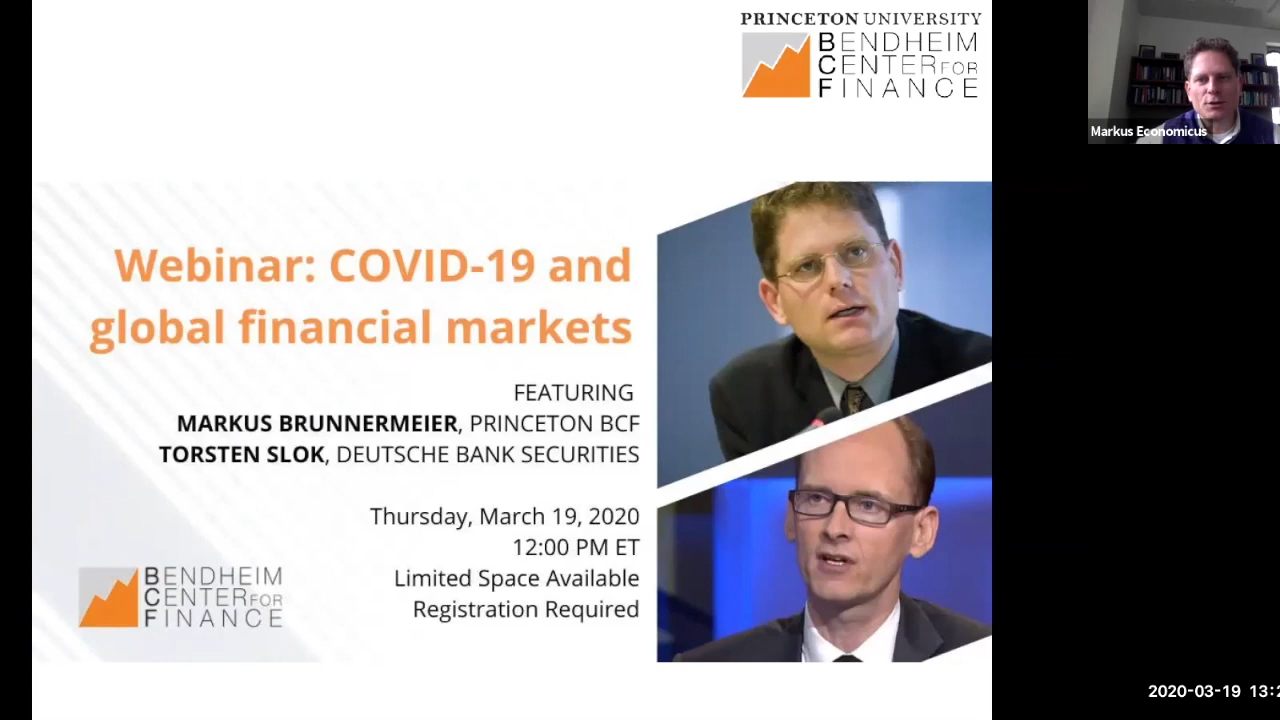 PRINCETON UNIVERSITY
BENDHEIM
CENTER FOR
FINANCE
Markus Economicus
Webinar: COVID-19 and
global financial markets
FEATURING
MARKUS BRUNNERMEIER, PRINCETON BCF
TORSTEN SLOK, DEUTSCHE BANK SECURITIES
Thursday, March 19, 2020
12:00 PM ET
Limited Space Available
Registration Required
BENDHEIM
CENTER FOR
FINANCE
2020-03-19 13:2